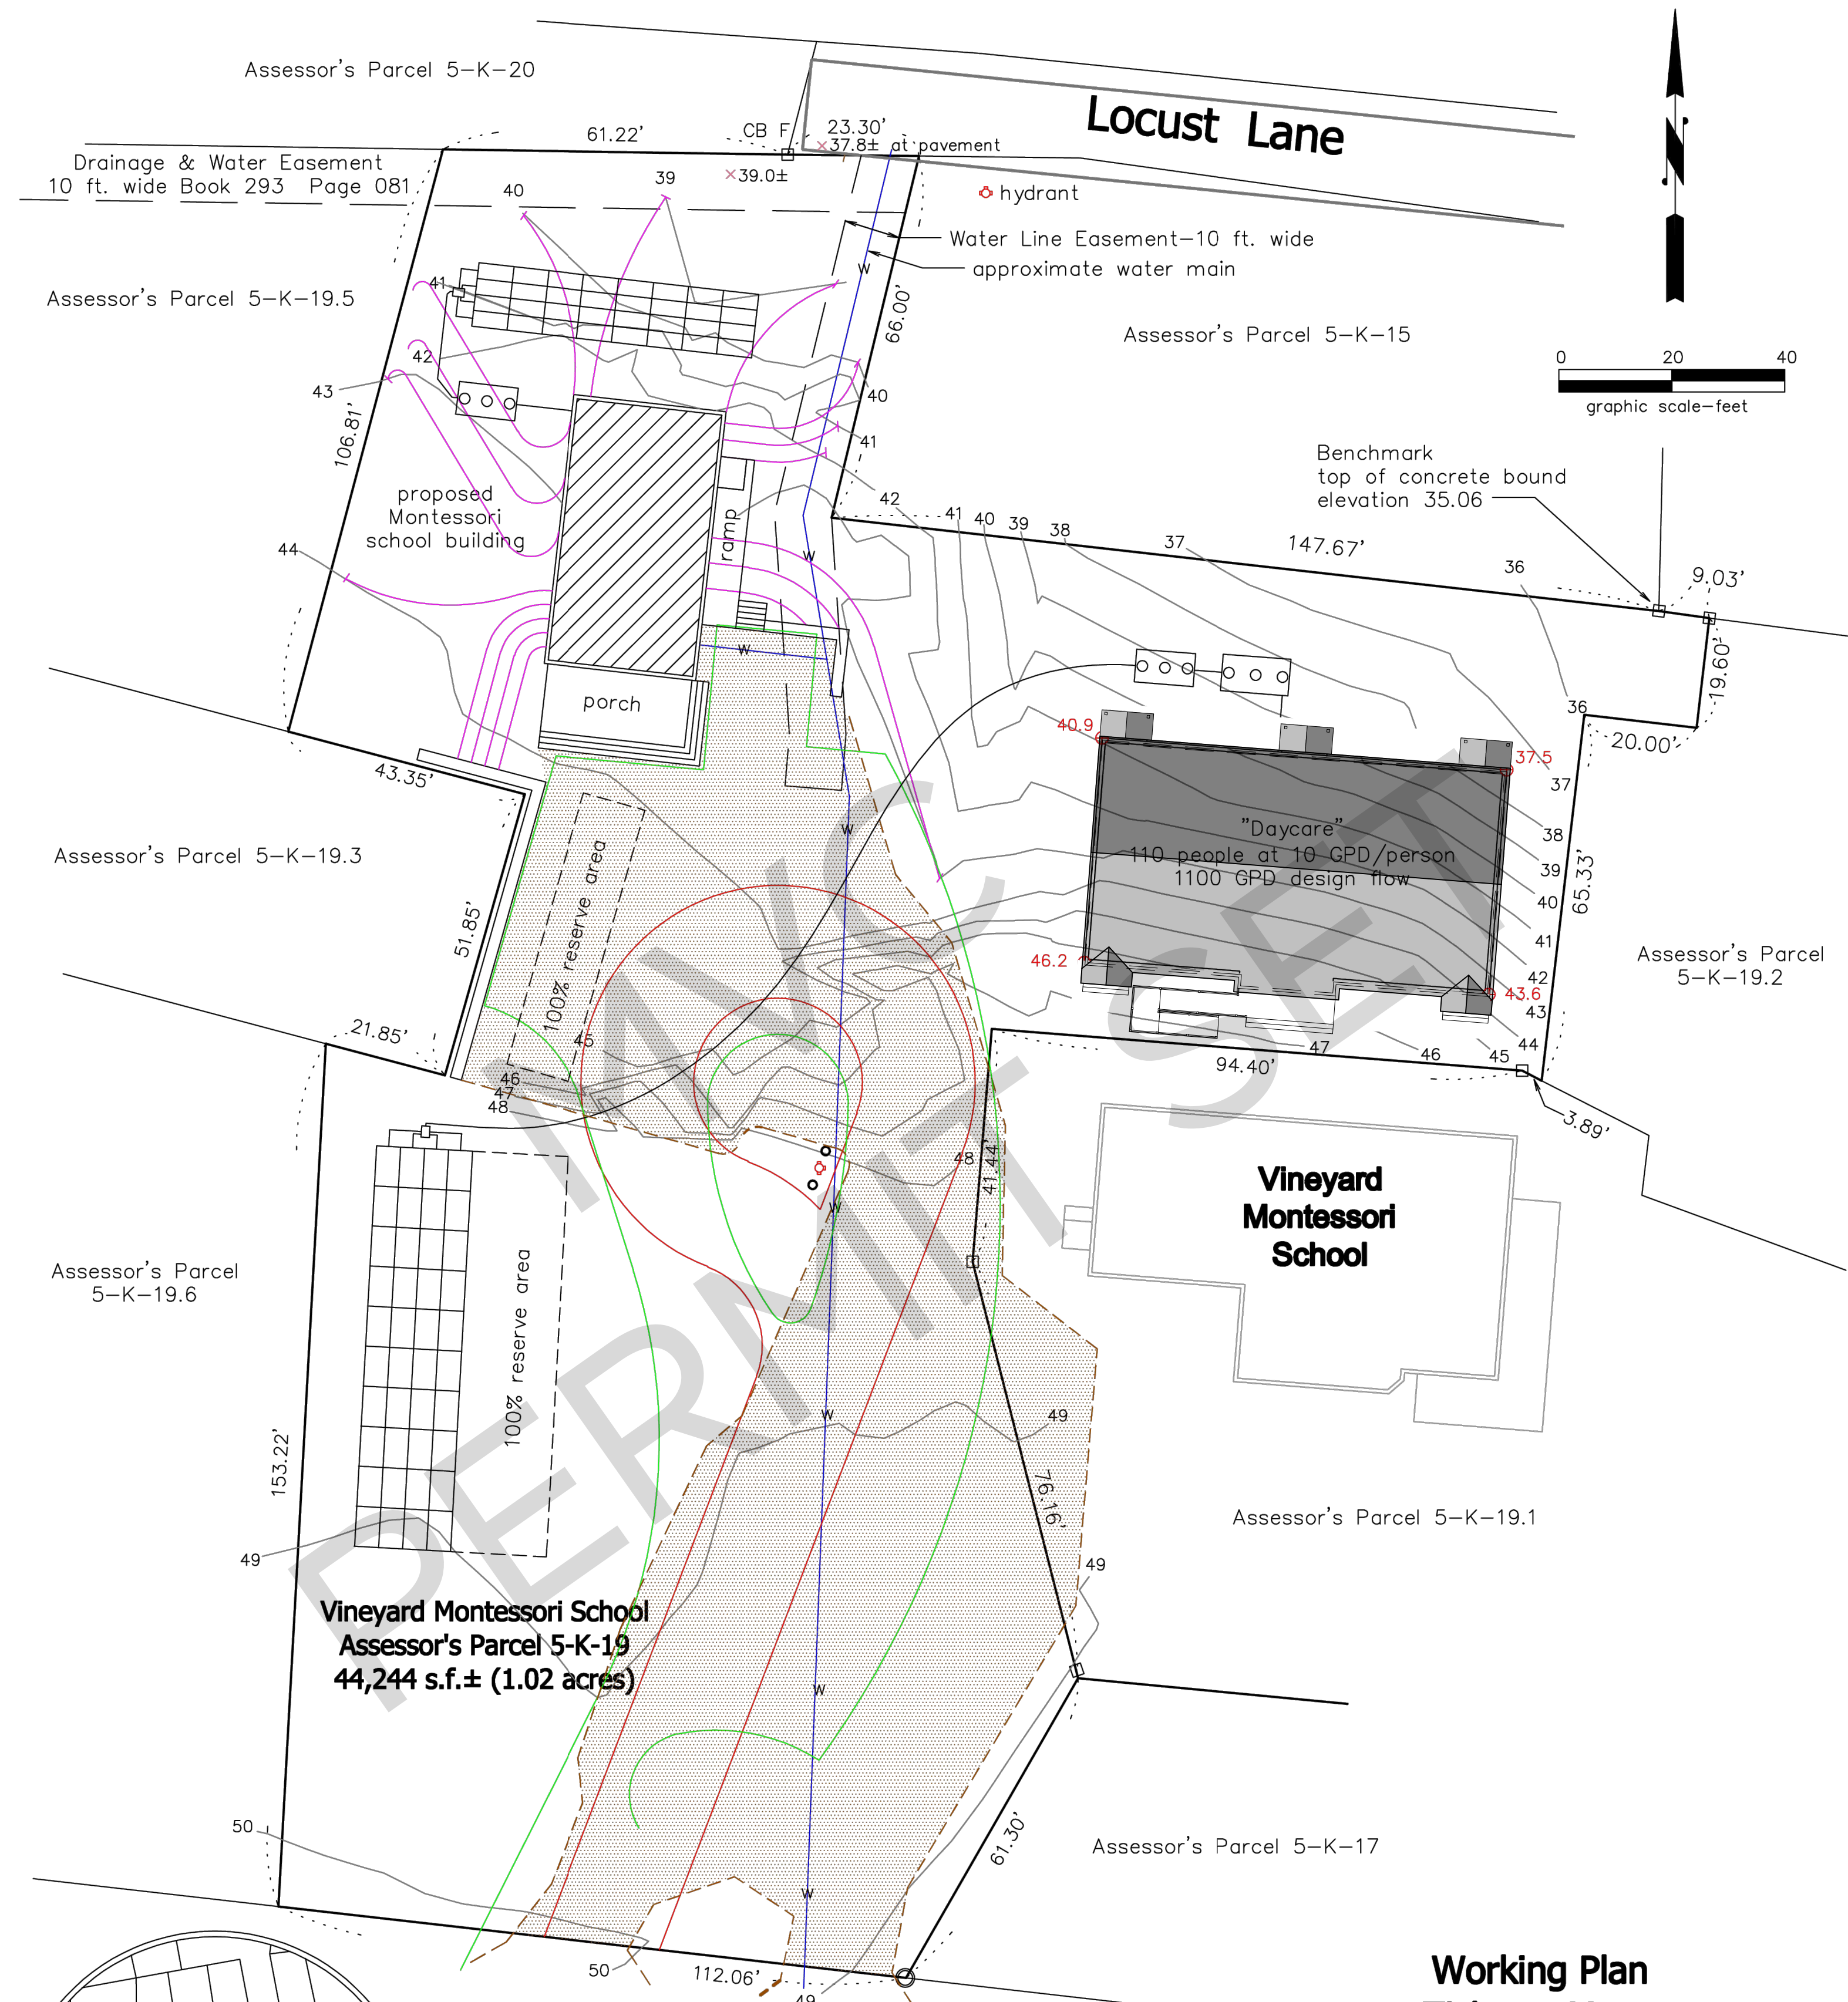 Assessor's Parcel 5-K-20
Locust Lane
61.22'
CB F
23.30'
37.8± at pavement
Drainage & Water Easement
10 ft. wide Book 293 Page 081
39.0±
40
39
hydrant
N
Water Line Easement-10 ft. wide
approximate water main
W
Assessor's Parcel 5-K-19.5
41
66.00'
Assessor's Parcel 5-K-15
0 20 40
graphic scale-feet
42
43
40
41
106.81'
Benchmark
top of concrete bound
elevation 35.06
proposed
Montessori
school building
ramp
42
41
40
39
38
37
147.67'
36
9.03'
44
W
19.60'
W
porch
36
20.00'
40.9
37.5
37
43.35'
W
"Daycare"
110 people at 10 GPD/person
1100 GPD design flow
38
39
40
41
42
43
44
65.33'
Assessor's Parcel 5-K-19.3
100% reserve area
51.85'
46.2
43.6
Assessor's Parcel
5-K-19.2
21.85'
45
46
47
48
47
46
45
94.40'
3.89'
48
41.44'
W
Vineyard
Montessori
School
Assessor's Parcel
5-K-19.6
100% reserve area
153.22'
W
49
76.16'
Assessor's Parcel 5-K-19.1
49
49
Vineyard Montessori School
Assessor's Parcel 5-K-19
44,244 s.f.± (1.02 acres)
W
MVC
PERMIT SET
50
61.30'
Assessor's Parcel 5-K-17
W
50
112.06'
49
Working Plan